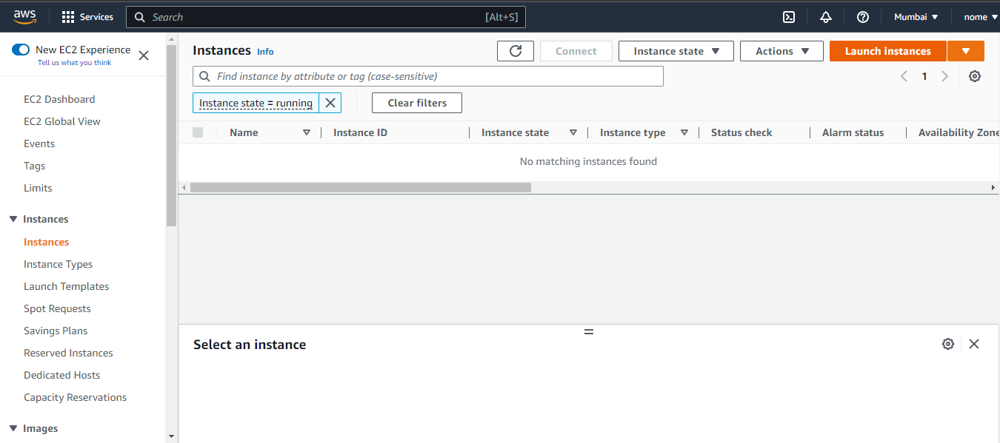 aws
Services
Search
[Alt+S]
Mumbai
nome
New EC2 Experience
Tell us what you think
EC2 Dashboard
EC2 Global View
Events
Tags
Limits
Instances
Instances
Instance Types
Launch Templates
Spot Requests
Savings Plans
Reserved Instances
Dedicated Hosts
Capacity Reservations
Images
Instances Info
Connect
Instance state
Actions
Launch instances
Find instance by attribute or tag (case-sensitive)
1
Instance state = running
Clear filters
Name
Instance ID
Instance state
Instance type
Status check
Alarm status
Availability Zone
No matching instances found
Select an instance